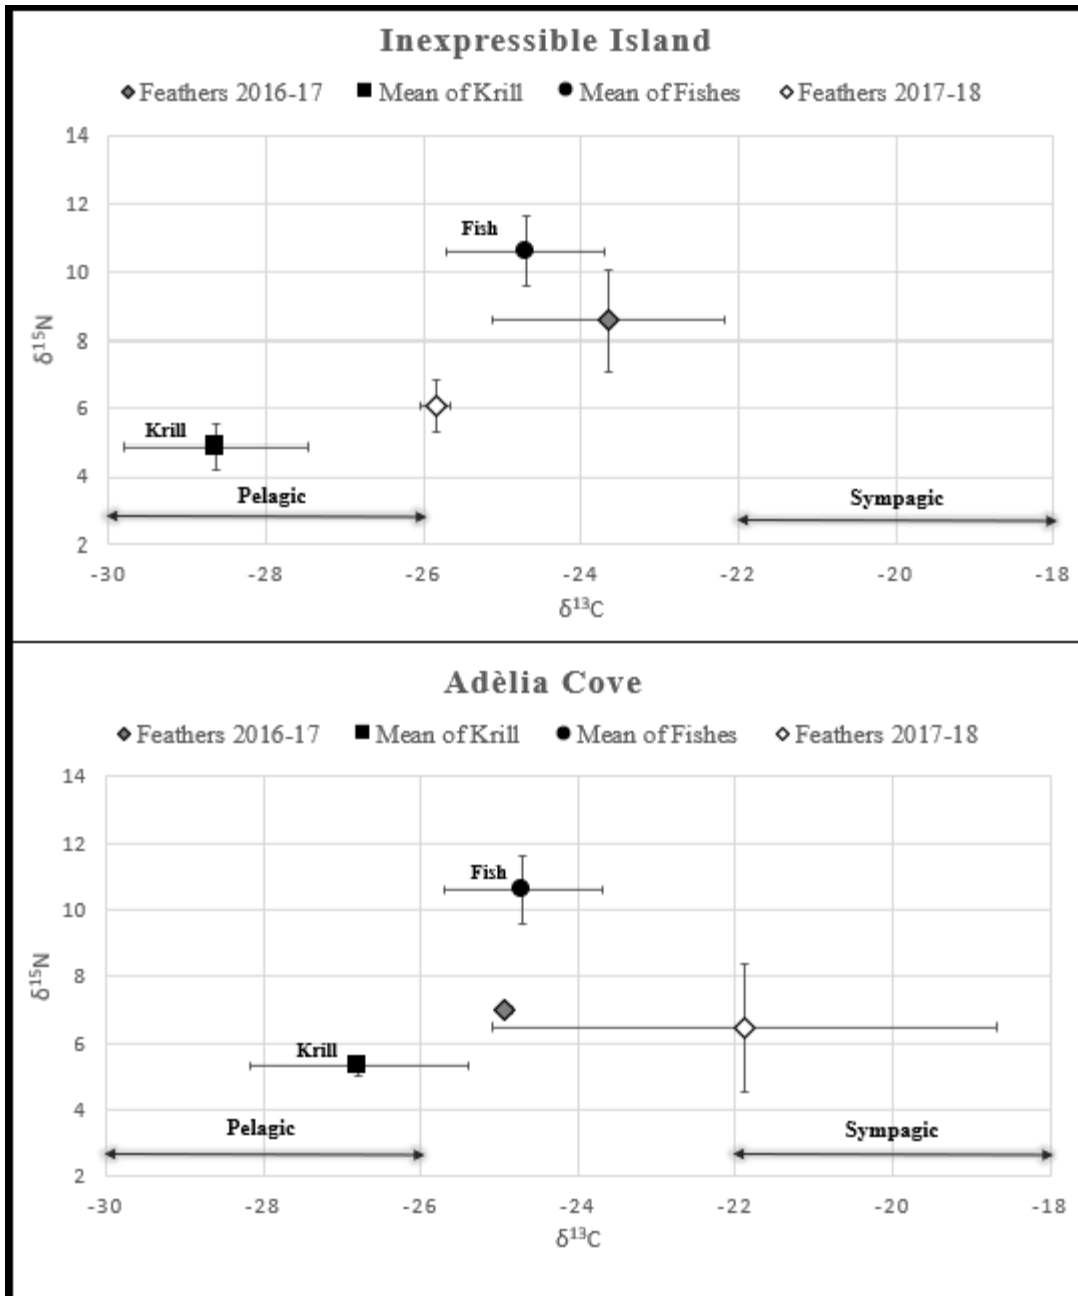 Inexpressible Island
Feathers 2016-17 Mean of Krill Mean of Fishes Feathers 2017-18
14
12
Fish
10
δ¹⁵N
8
6
Krill
4
Pelagic Sympagic
2
-30 -28 -26 -24 -22 -20 -18
δ¹³C
Adèlia Cove
Feathers 2016-17 Mean of Krill Mean of Fishes Feathers 2017-18
14
12
Fish
10
δ¹⁵N
8
6
Krill
4
Pelagic Sympagic
2
-30 -28 -26 -24 -22 -20 -18
δ¹³C